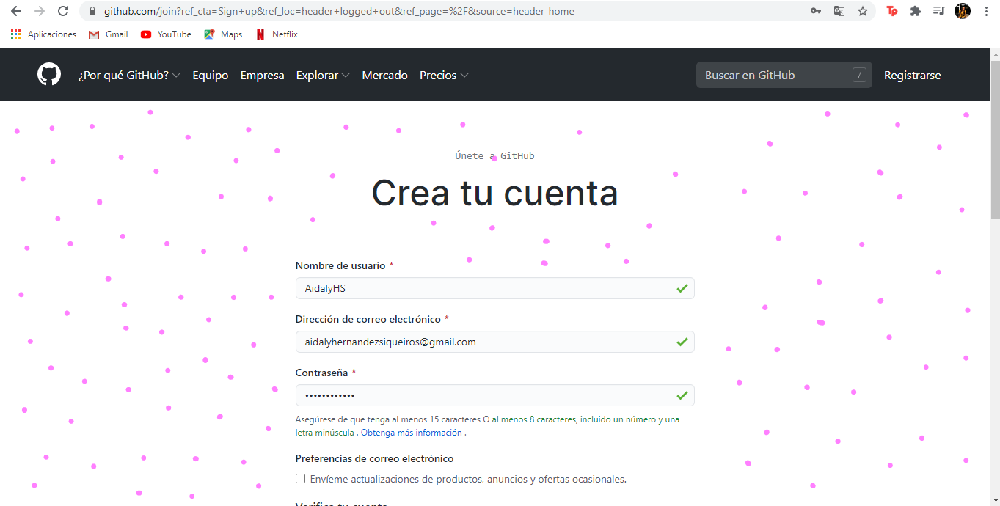 github.com/join?ref_cta=Sign+up&ref_loc=header+logged+out&ref_page=%2F&source=header-home
Aplicaciones Gmail YouTube Maps Netflix
¿Por qué GitHub? Equipo Empresa Explorar Mercado Precios Buscar en GitHub / Registrarse
Únete a GitHub
Crea tu cuenta
Nombre de usuario *
AidalyHS
Dirección de correo electrónico *
aidalyhernandezsiqueiros@gmail.com
Contraseña *
••••••••••••
Asegúrese de que tenga al menos 15 caracteres O al menos 8 caracteres, incluido un número y una
letra minúscula . Obtenga más información .
Preferencias de correo electrónico
Envíeme actualizaciones de productos, anuncios y ofertas ocasionales.
Verifica tu cuenta